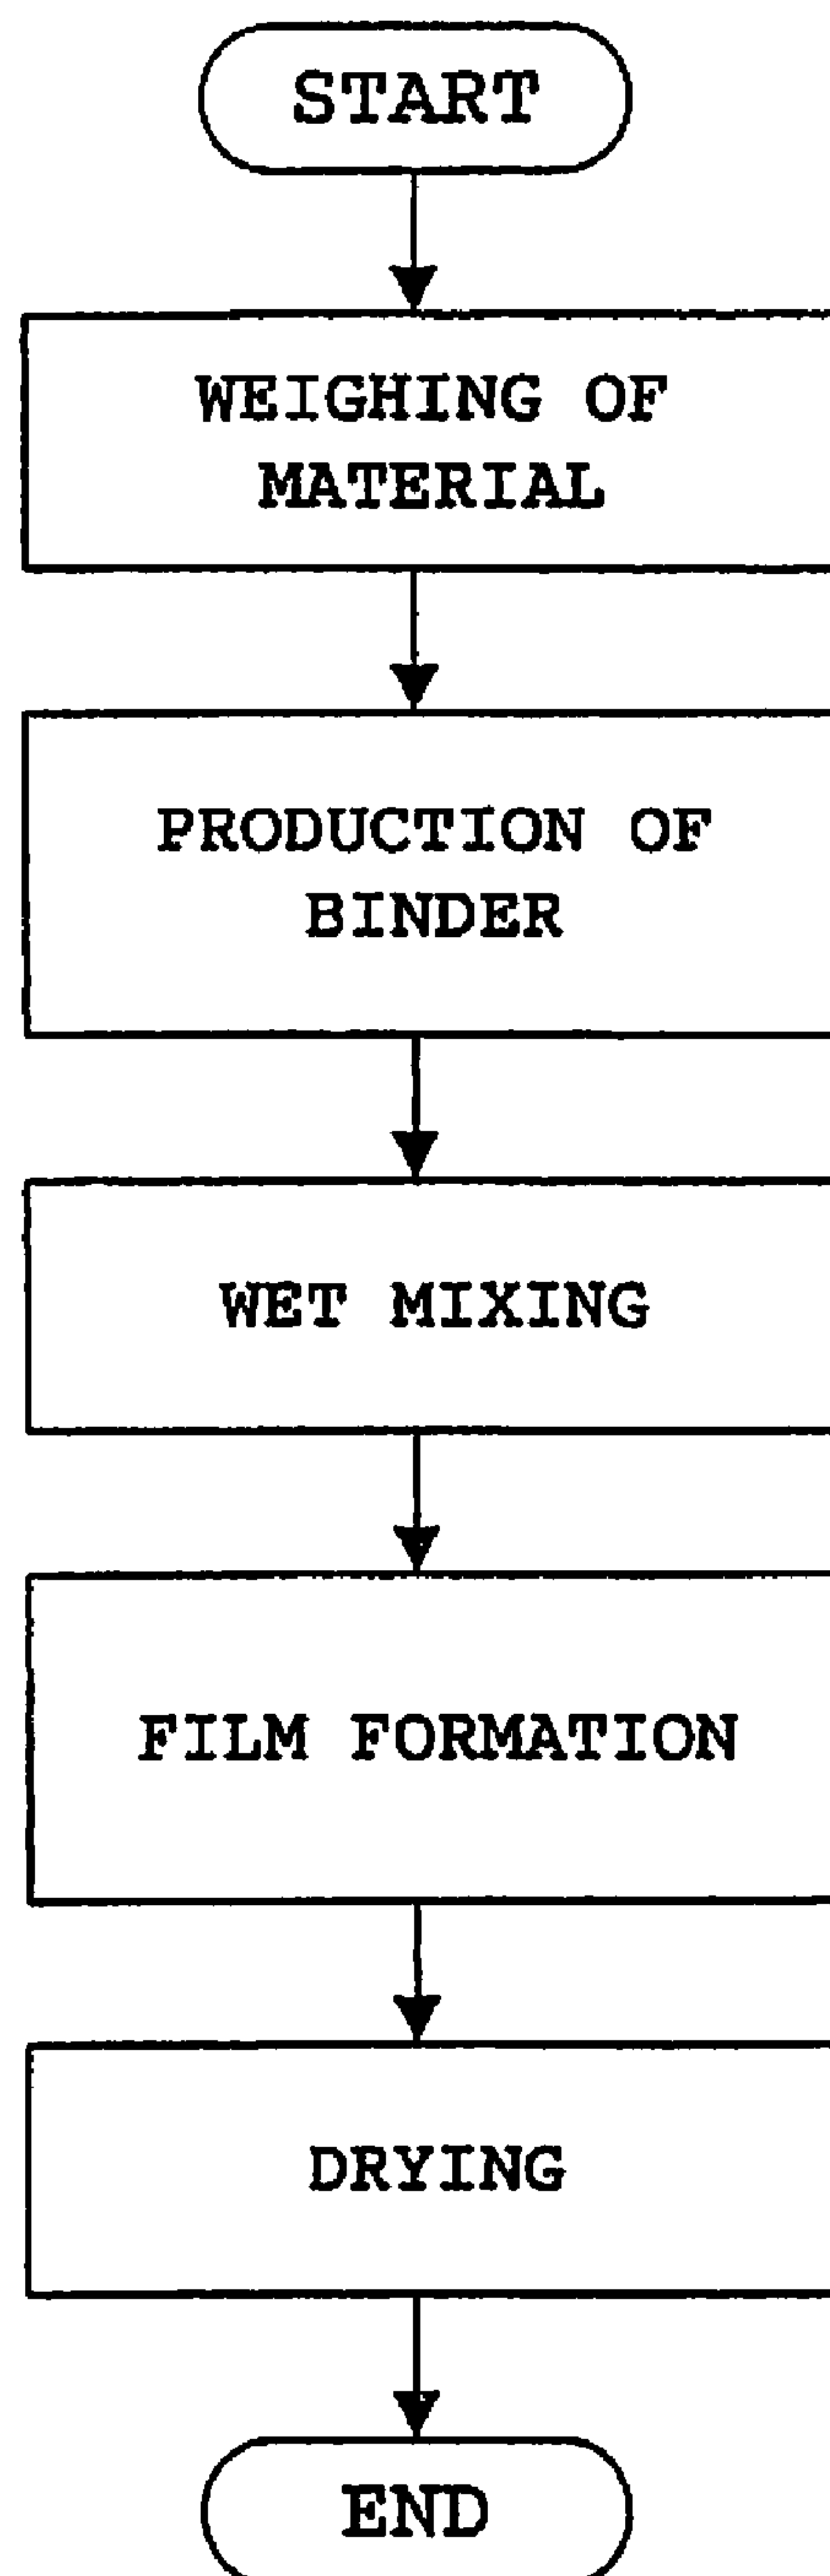 START
WEIGHING OF
MATERIAL
PRODUCTION OF
BINDER
WET MIXING
FILM FORMATION
DRYING
END